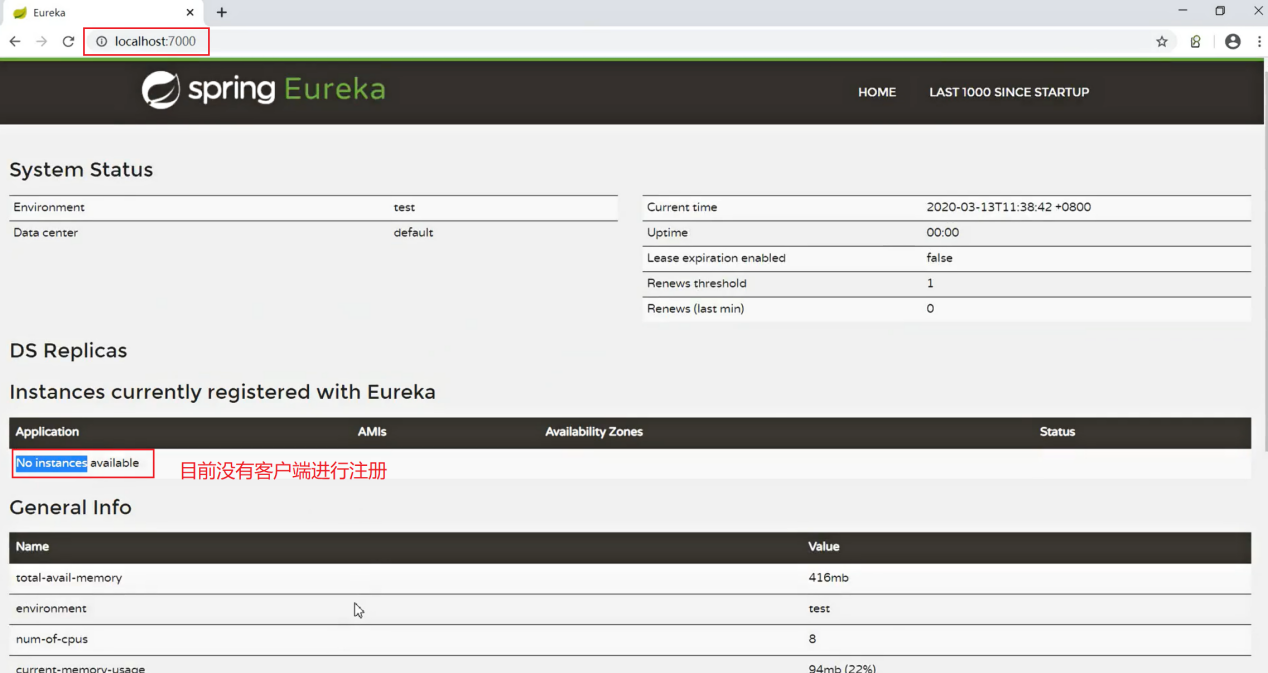 Eureka
localhost:7000
spring Eureka
HOME LAST 1000 SINCE STARTUP
System Status
Environment test
Data center default
Current time 2020-03-13T11:38:42 +0800
Uptime 00:00
Lease expiration enabled false
Renews threshold 1
Renews (last min) 0
DS Replicas
Instances currently registered with Eureka
Application AMIs Availability Zones Status
No instances available 目前没有客户端进行注册
General Info
Name Value
total-avail-memory 416mb
environment test
num-of-cpus 8
current-memory-usage 94mb (22%)